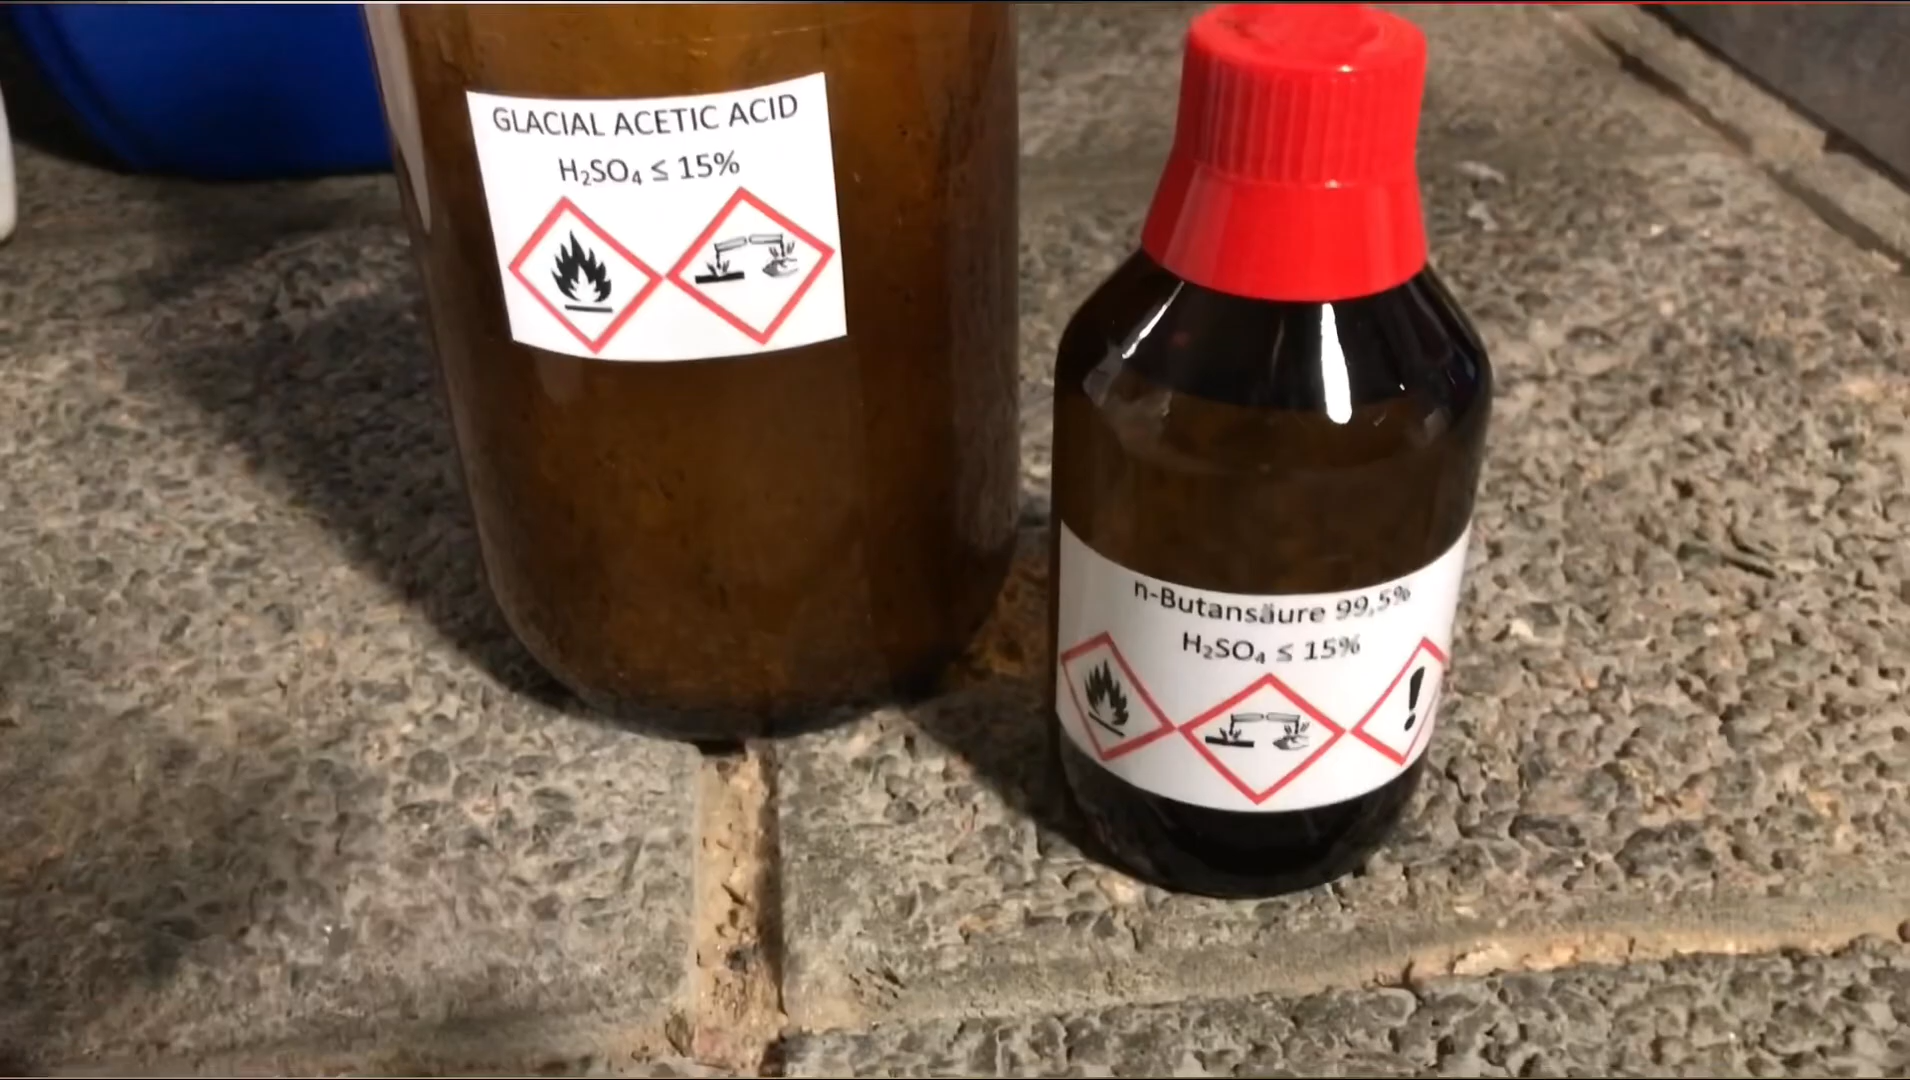 GLACIAL ACETIC ACID
H₂SO₄ ≤ 15%
n-Butansäure 99,5%
H₂SO₄ ≤ 15%